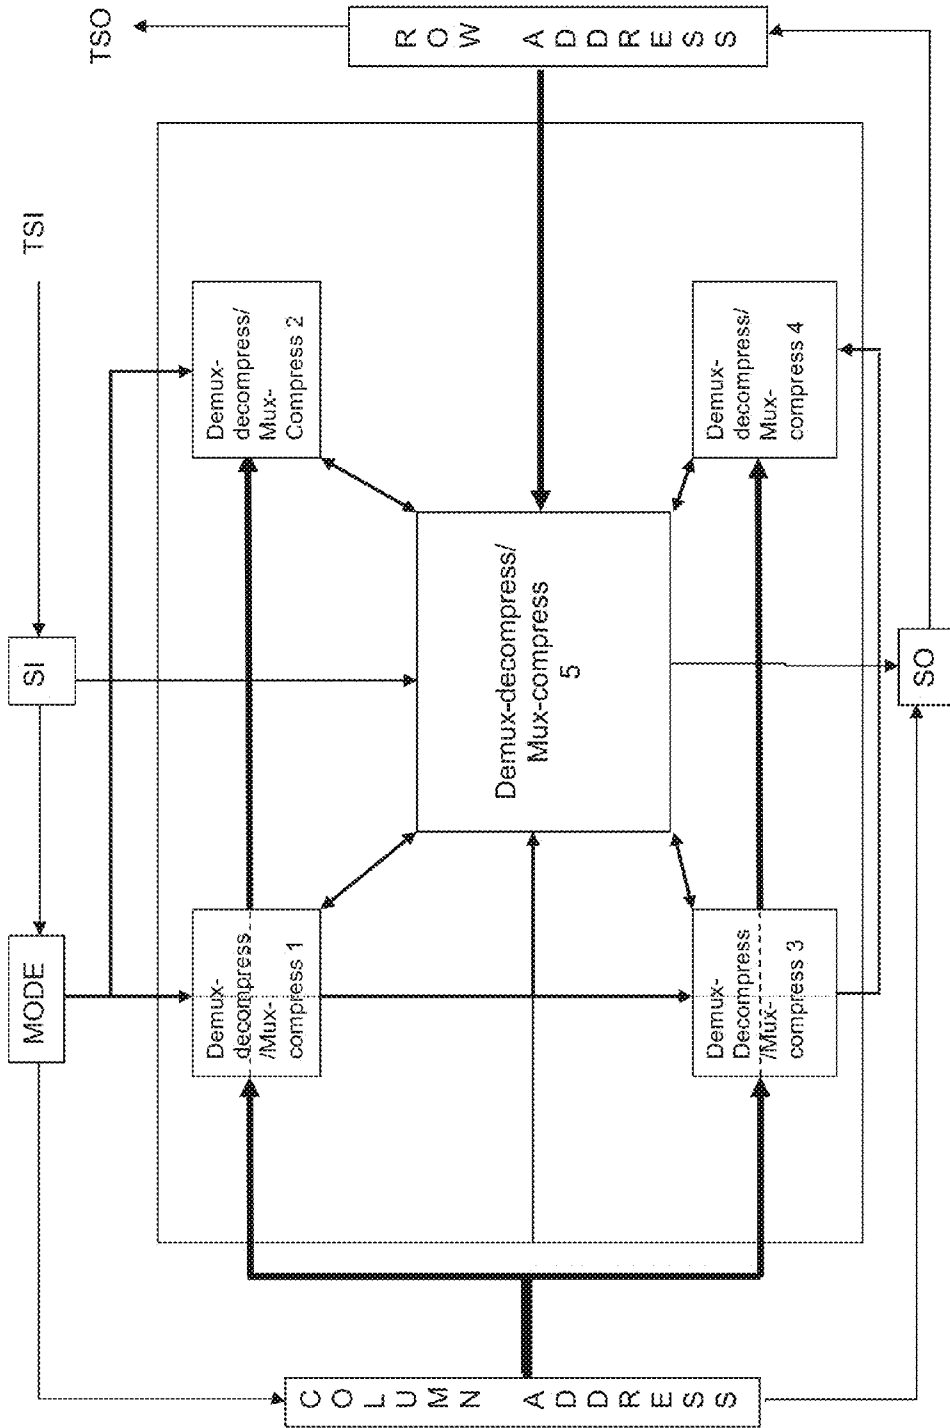 TSI
TSO
MODE
SI
COLUMN ADDRESS
Demux-
decompress
/Mux-
compress 1
Demux-
decompress/
Mux-
Compress 2
ROW ADDRESS
Demux-decompress/
Mux-compress
5
Demux-
Decompress
/Mux-
compress 3
Demux-
decompress/
Mux-
compress 4
SO